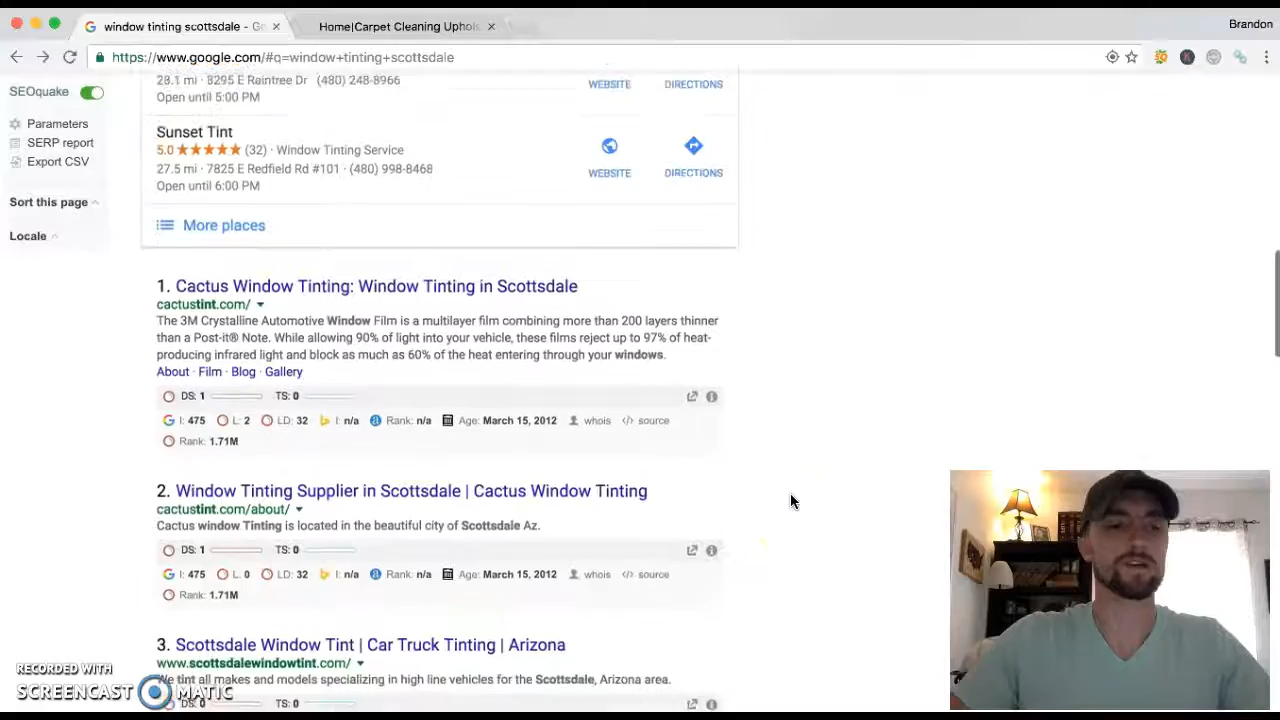 window tinting scottsdale - Go
Home|Carpet Cleaning Uphols
Brandon
https://www.google.com/#q=window+tinting+scottsdale
SEOquake
Parameters
SERP report
Export CSV
Sort this page
Locale
28.1 mi · 8295 E Raintree Dr · (480) 248-8966
Open until 5:00 PM
WEBSITE
DIRECTIONS
Sunset Tint
5.0 ★★★★★ (32) · Window Tinting Service
27.5 mi · 7825 E Redfield Rd #101 · (480) 998-8468
Open until 6:00 PM
WEBSITE
DIRECTIONS
More places
1. Cactus Window Tinting: Window Tinting in Scottsdale
cactustint.com/
The 3M Crystalline Automotive Window Film is a multilayer film combining more than 200 layers thinner
than a Post-it® Note. While allowing 90% of light into your vehicle, these films reject up to 97% of heat-
producing infrared light and block as much as 60% of the heat entering through your windows.
About · Film · Blog · Gallery
DS: 1 TS: 0
I: 475 L: 2 LD: 32 I: n/a Rank: n/a Age: March 15, 2012 whois </> source
Rank: 1.71M
2. Window Tinting Supplier in Scottsdale | Cactus Window Tinting
cactustint.com/about/
Cactus window Tinting is located in the beautiful city of Scottsdale Az.
DS: 1 TS: 0
I: 475 L: 0 LD: 32 I: n/a Rank: n/a Age: March 15, 2012 whois </> source
Rank: 1.71M
3. Scottsdale Window Tint | Car Truck Tinting | Arizona
www.scottsdalewindowtint.com/
We tint all makes and models specializing in high line vehicles for the Scottsdale, Arizona area.
DS: 0 TS: 0
RECORDED WITH
SCREENCAST MATIC